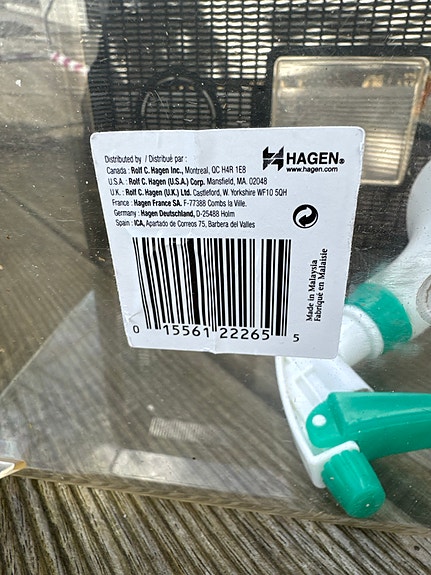 Distributed by / Distribué par :
Canada : Rolf C. Hagen Inc., Montreal, QC H4R 1E8
U.S.A. : Rolf C. Hagen (U.S.A.) Corp. Mansfield, MA. 02048
U.K. : Rolf C. Hagen (U.K.) Ltd. Castleford, W. Yorkshire WF10 5QH
France : Hagen France SA. F-77388 Combs la Ville.
Germany : Hagen Deutschland, D-25488 Holm
Spain : ICA, Apartado de Correos 75, Barbera del Valles
HAGEN®
www.hagen.com
Made in Malaysia
Fabriqué en Malaisie
0 15561 22265 5